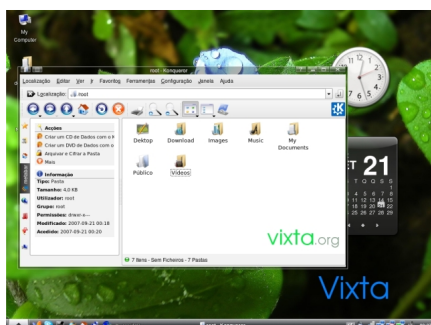 My
Computer
root - Konqueror
Localização Editar Ver Ir Favoritos Ferramentas Configuração Janela Ajuda
Localização: root
Acções
Criar um CD de Dados com o
Criar um DVD de Dados com o
Arquivar e Cifrar a Pasta
Mais
Informação
Tipo: Pasta
Tamanho: 4,0 KB
Utilizador: root
Grupo: root
Permissões: drwxr-x---
Modificado: 2007-09-21 00:18
Acedido: 2007-09-21 00:20
Dektop Download Images Music My
Documents
Público Videos
vixta.org
7 Itens - Sem Ficheiros - 7 Pastas
21
Vixta